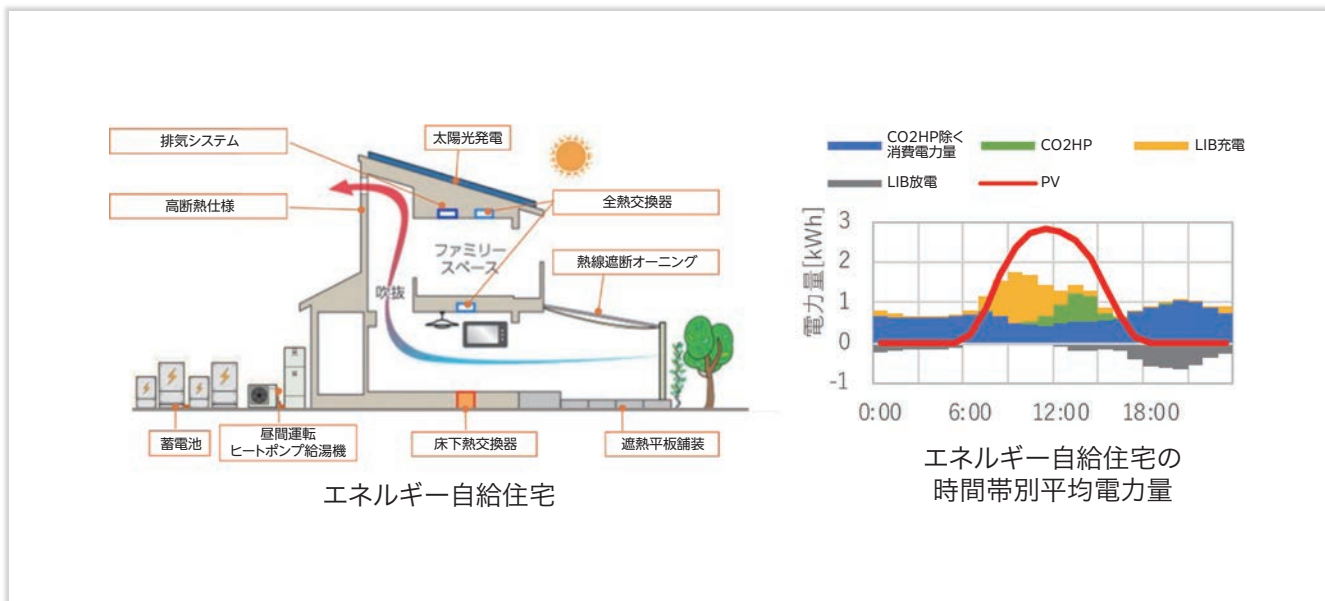 排気システム
太陽光発電
高断熱仕様
全熱交換器
ファミリー
スペース
熱線遮断オーニング
吹抜
蓄電池
昼間運転
ヒートポンプ給湯機
床下熱交換器
遮熱平板舗装
エネルギー自給住宅
CO2HP除く
消費電力量
CO2HP
LIB充電
LIB放電
PV
電力量[kWh]
3
2
1
0
-1
0:00
6:00
12:00
18:00
エネルギー自給住宅の
時間帯別平均電力量